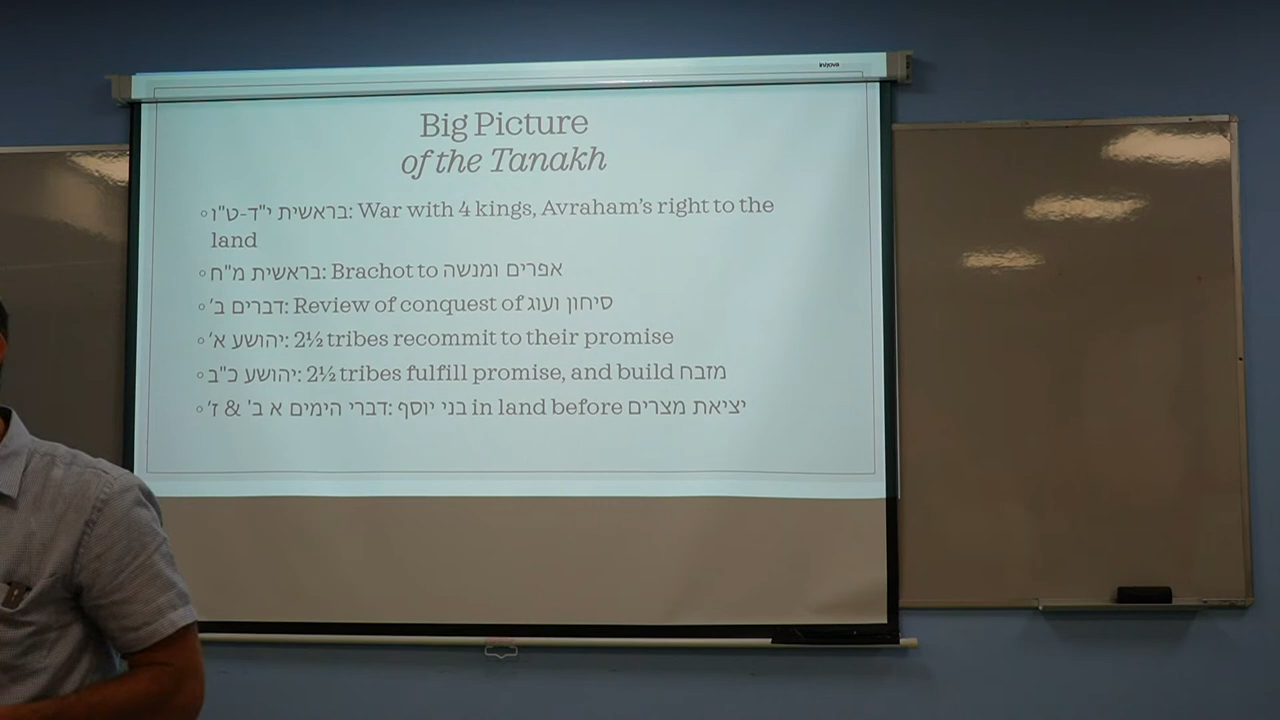 innova
Big Picture
of the Tanakh
בראשית י"ד-ט"ו: War with 4 kings, Avraham's right to the
land
בראשית מ"ח: Brachot to אפרים ומנשה
דברים ב': Review of conquest of סיחון ועוג
יהושע א': 2½ tribes recommit to their promise
יהושע כ"ב: 2½ tribes fulfill promise, and build מזבח
דברי הימים א ב' & ז': בני יוסף in land before יציאת מצרים